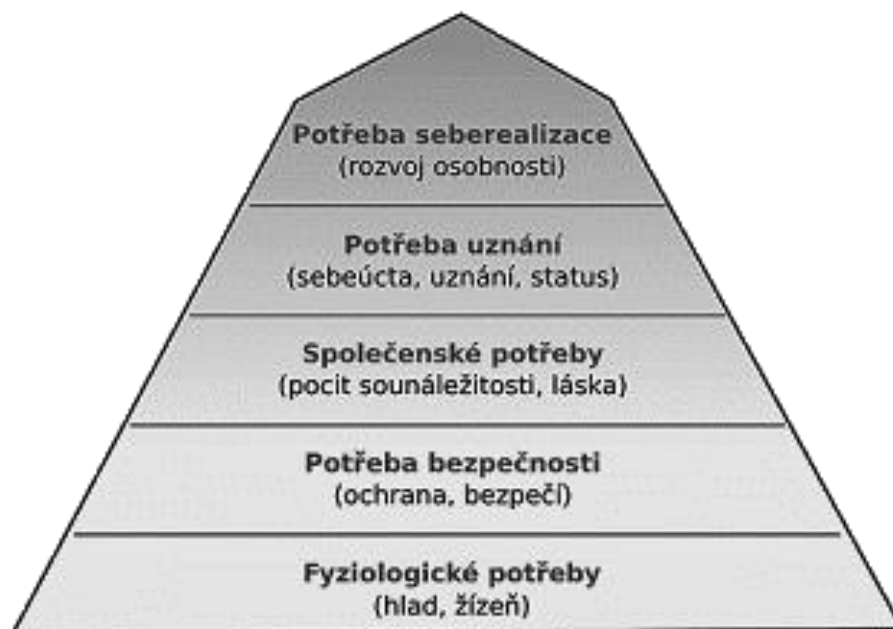 Potřeba seberealizace
(rozvoj osobnosti)
Potřeba uznání
(sebeúcta, uznání, status)
Společenské potřeby
(pocit sounáležitosti, láska)
Potřeba bezpečnosti
(ochrana, bezpečí)
Fyziologické potřeby
(hlad, žízeň)